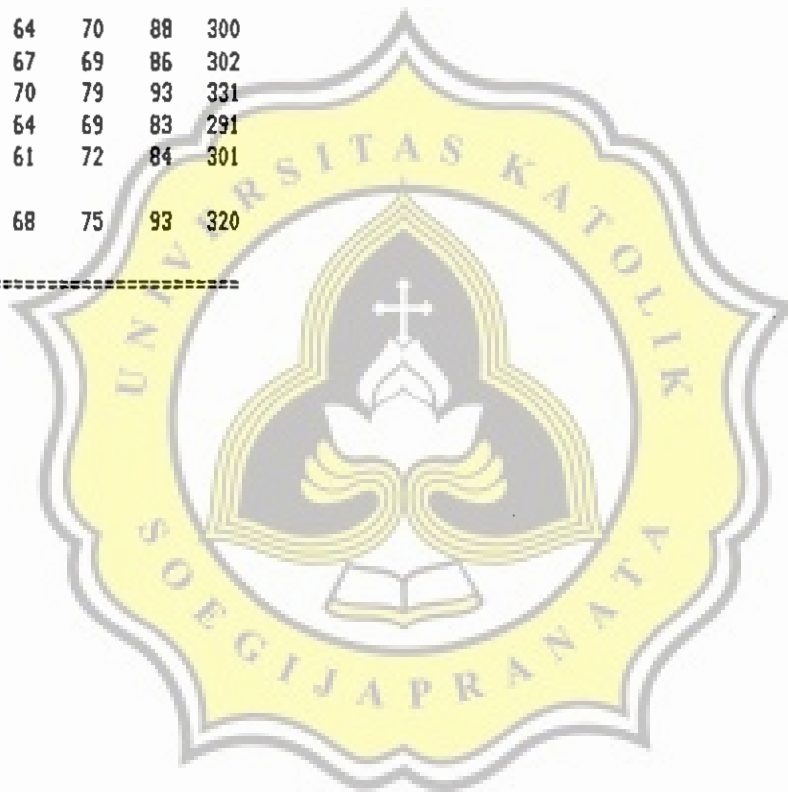 64 70 88 300
67 69 86 302
70 79 93 331
64 69 83 291
61 72 84 301
68 75 93 320
======================
UNIVERSITAS KATOLIK
SOEGIJAPRANATA